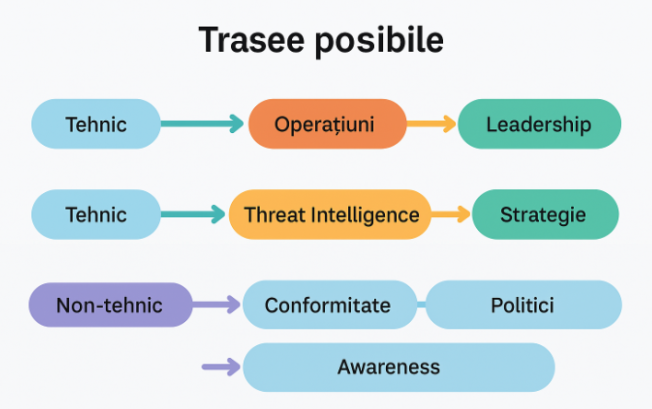 Trasee posibile
Tehnic Operațiuni Leadership
Tehnic Threat Intelligence Strategie
Non-tehnic Conformitate Politici
Awareness